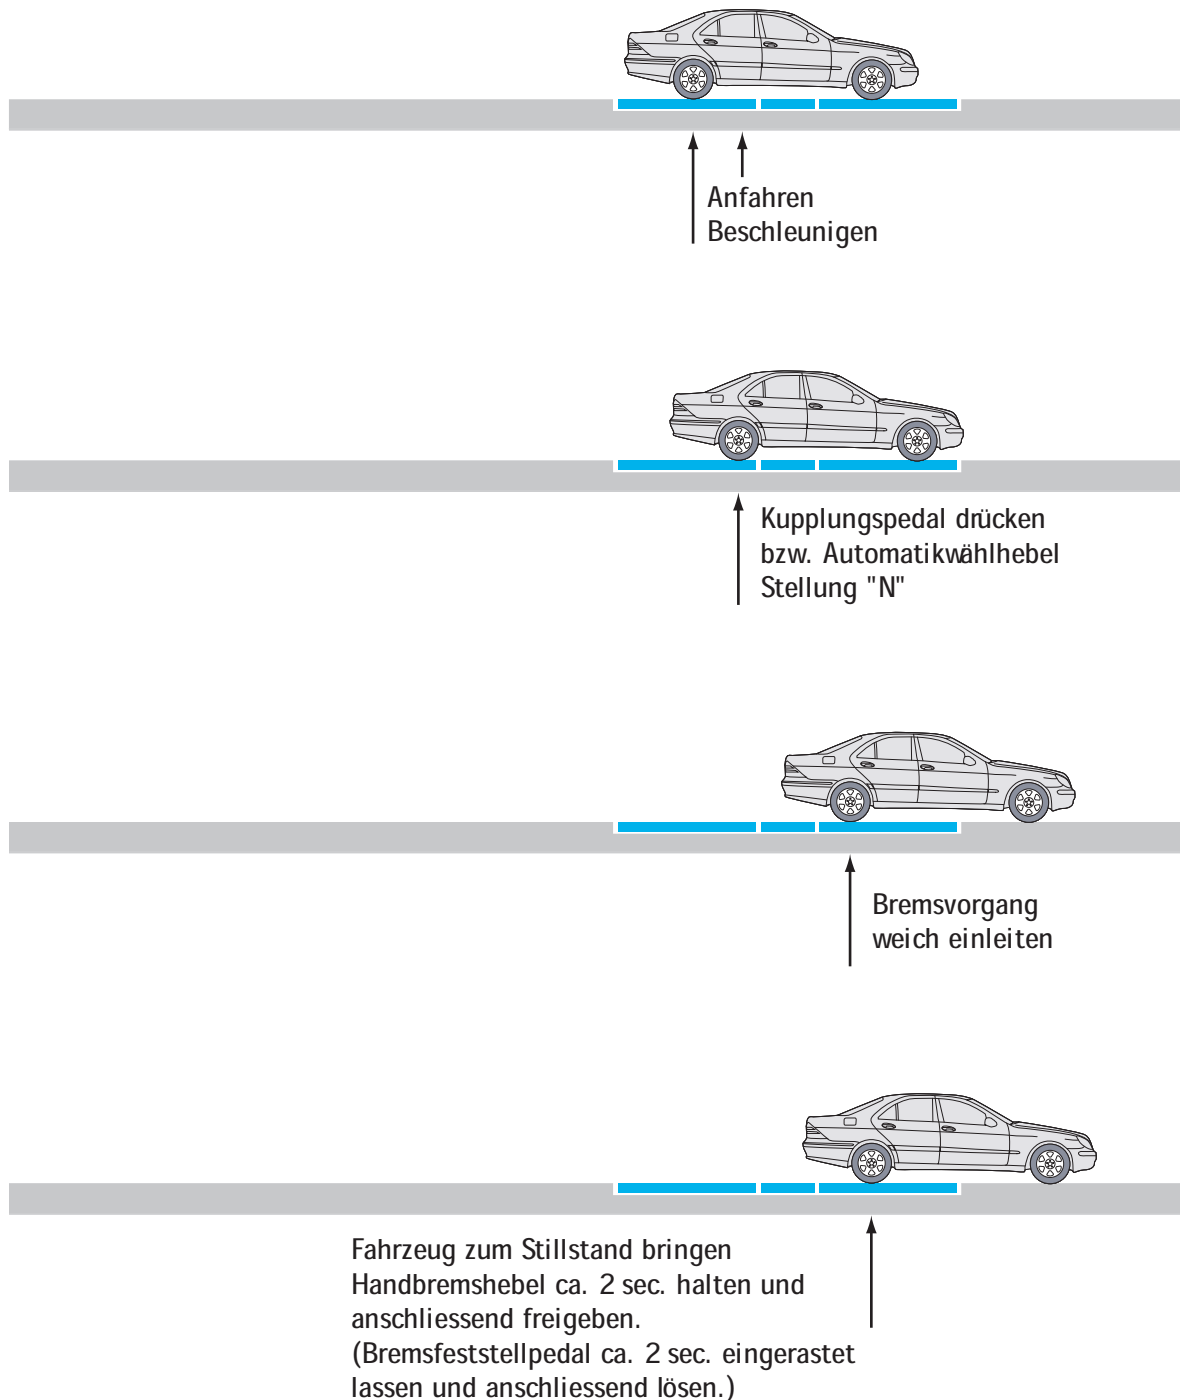 Anfahren
Beschleunigen
Kupplungspedal drücken
bzw. Automatikwählhebel
Stellung "N"
Bremsvorgang
weich einleiten
Fahrzeug zum Stillstand bringen
Handbremshebel ca. 2 sec. halten und
anschliessend freigeben.
(Bremsfeststellpedal ca. 2 sec. eingerastet
lassen und anschliessend lösen.)